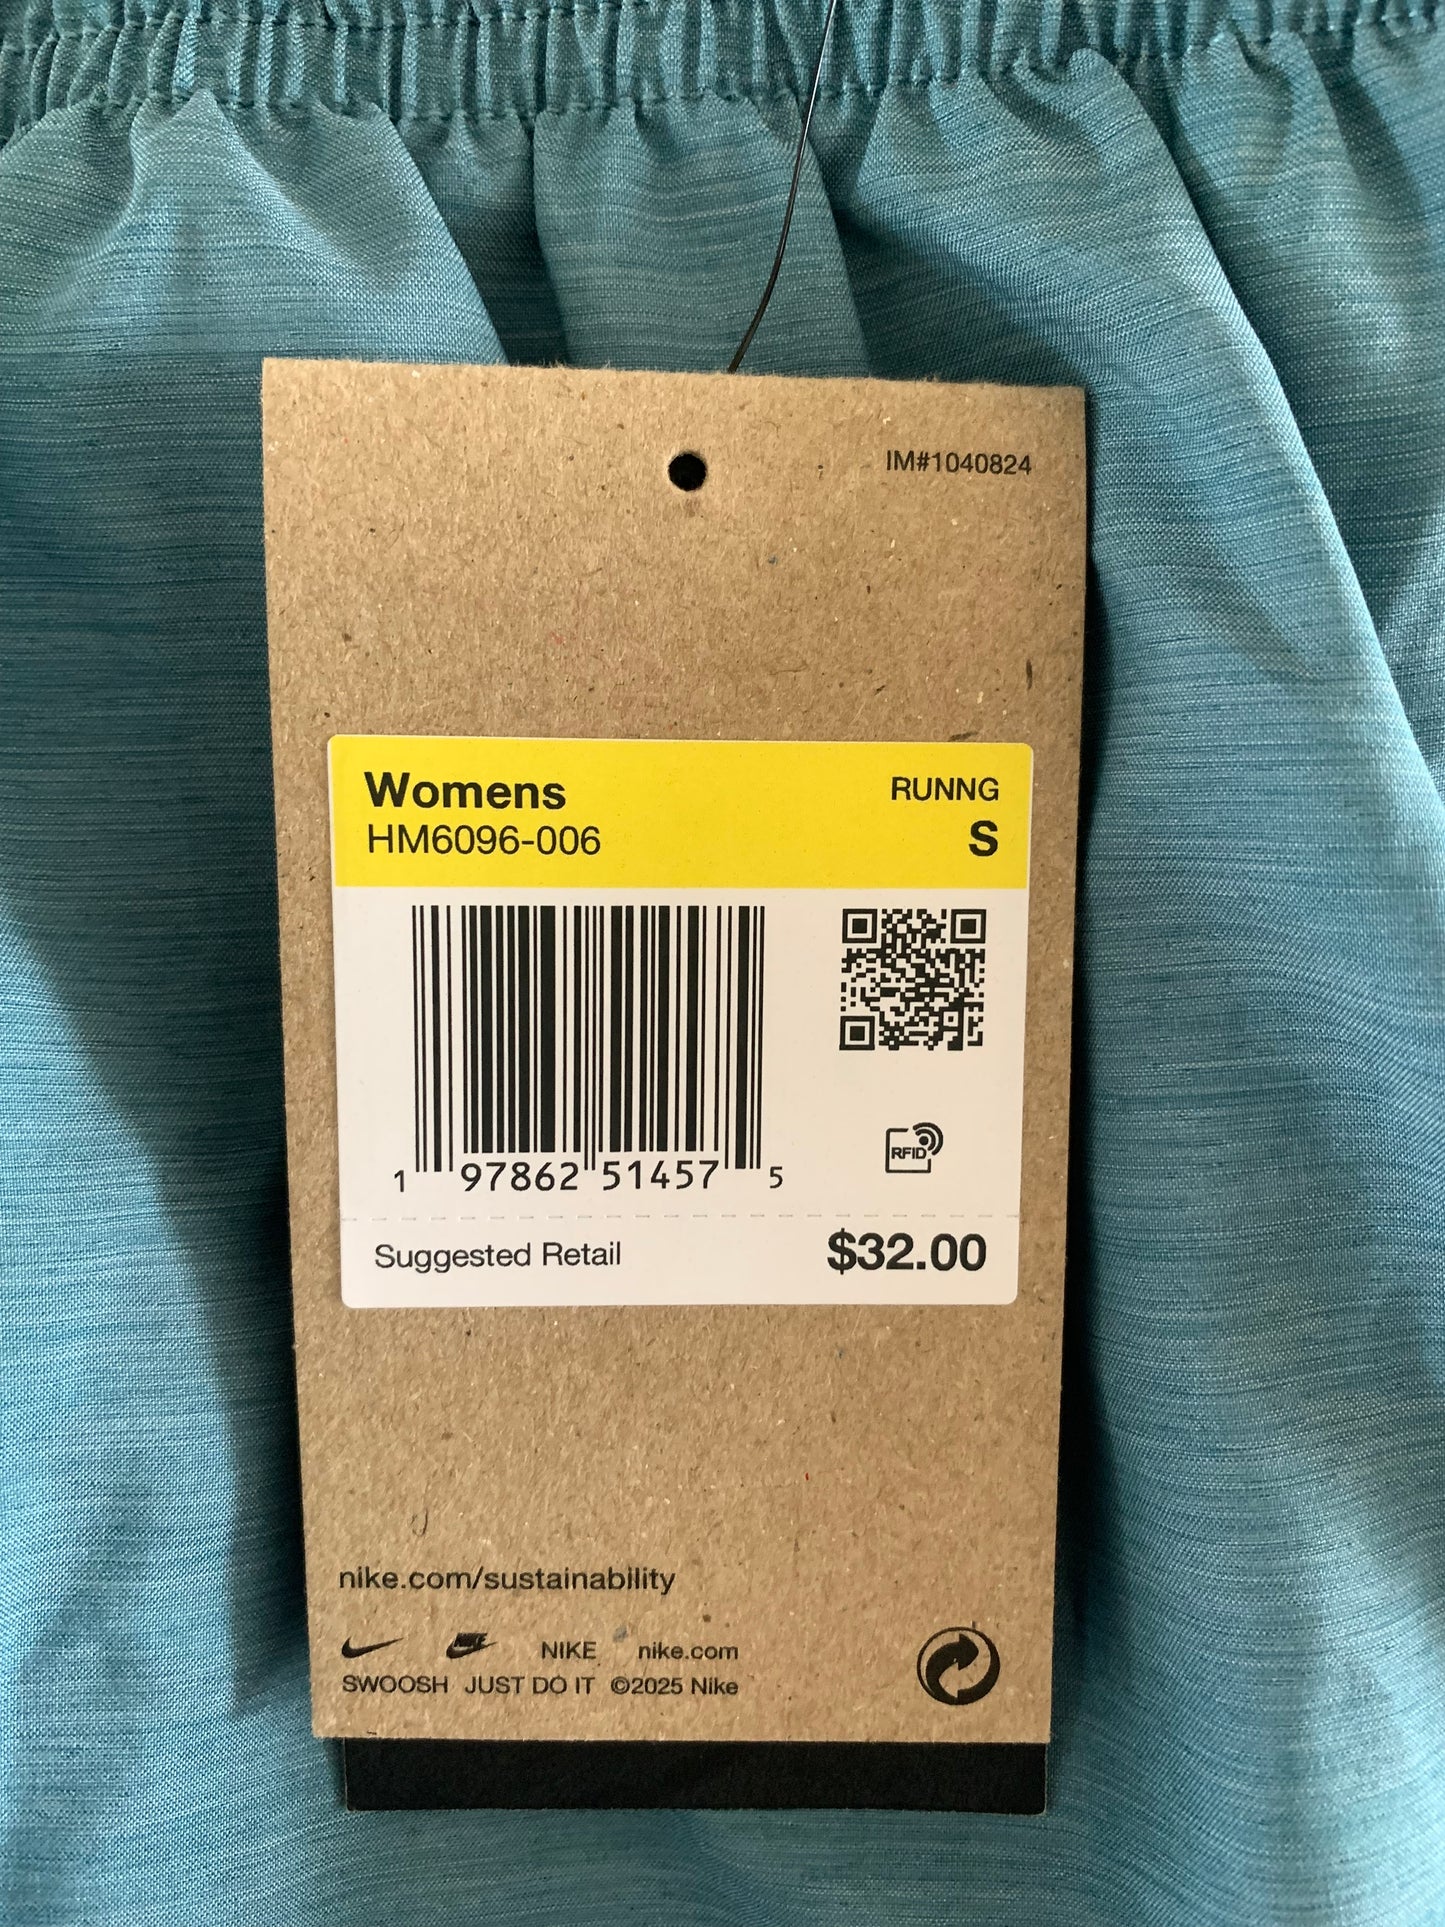 IM#1040824
Womens RUNNG
HM6096-006 S
1 97862 51457 5
RFID
Suggested Retail $32.00
nike.com/sustainability
NIKE NIKE nike.com
SWOOSH JUST DO IT ©2025 Nike